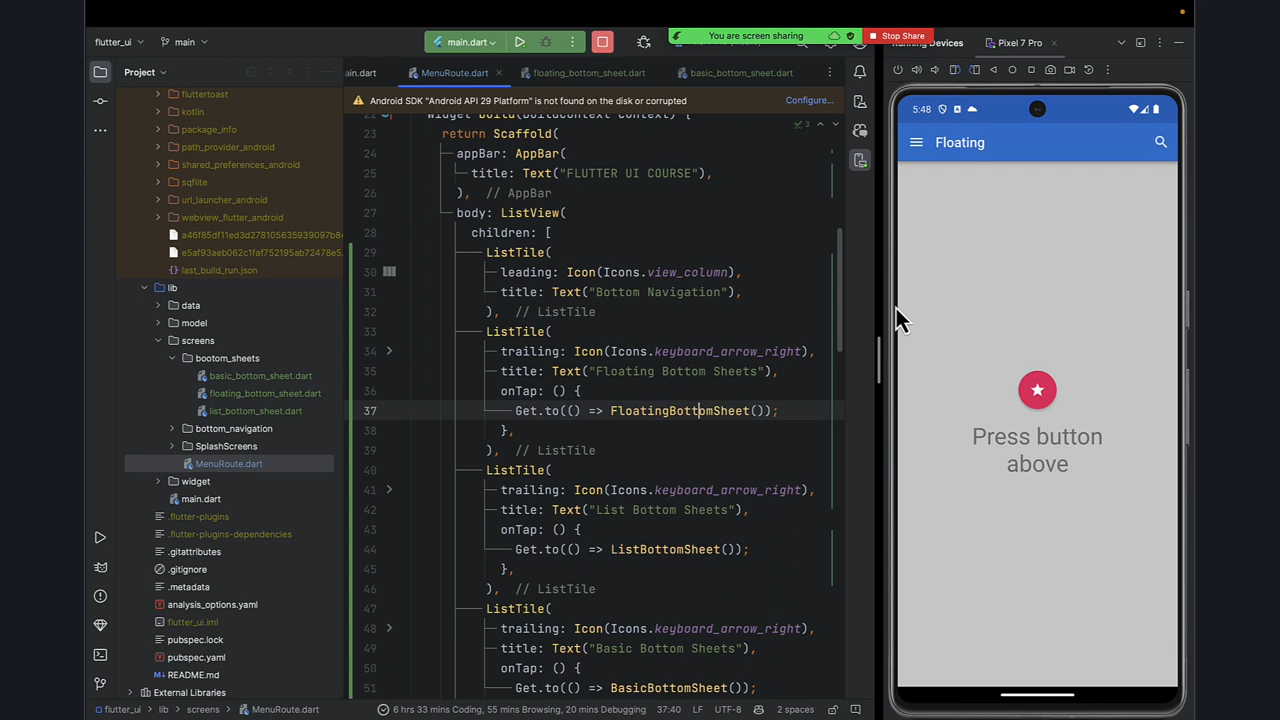 You are screen sharing
Stop Share
flutter_ui
main
main.dart
Running Devices
Pixel 7 Pro
Project
ain.dart
MenuRoute.dart
floating_bottom_sheet.dart
basic_bottom_sheet.dart
Android SDK "Android API 29 Platform" is not found on the disk or corrupted
Configure...
3
fluttertoast
kotlin
package_info
path_provider_android
shared_preferences_android
sqflite
url_launcher_android
webview_flutter_android
last_build_run.json
lib
data
model
screens
bootom_sheets
basic_bottom_sheet.dart
floating_bottom_sheet.dart
list_bottom_sheet.dart
bottom_navigation
SplashScreens
MenuRoute.dart
widget
main.dart
.flutter-plugins
.flutter-plugins-dependencies
.gitattributes
.gitignore
.metadata
analysis_options.yaml
flutter_ui.iml
pubspec.lock
pubspec.yaml
README.md
External Libraries
22 Widget build(BuildContext context) {
23 return Scaffold(
24 appBar: AppBar(
25 title: Text("FLUTTER UI COURSE"),
26 ), // AppBar
27 body: ListView(
28 children: [
29 ListTile(
30 leading: Icon(Icons.view_column),
31 title: Text("Bottom Navigation"),
32 ), // ListTile
33 ListTile(
34 trailing: Icon(Icons.keyboard_arrow_right),
35 title: Text("Floating Bottom Sheets"),
36 onTap: () {
37 Get.to(() => FloatingBottomSheet());
38 },
39 ), // ListTile
40 ListTile(
41 trailing: Icon(Icons.keyboard_arrow_right),
42 title: Text("List Bottom Sheets"),
43 onTap: () {
44 Get.to(() => ListBottomSheet());
45 },
46 ), // ListTile
47 ListTile(
48 trailing: Icon(Icons.keyboard_arrow_right),
49 title: Text("Basic Bottom Sheets"),
50 onTap: () {
51 Get.to(() => BasicBottomSheet());
5:48
Floating
Press button
above
flutter_ui > lib > screens > MenuRoute.dart
6 hrs 33 mins Coding, 55 mins Browsing, 20 mins Debugging
37:40 LF UTF-8 2 spaces